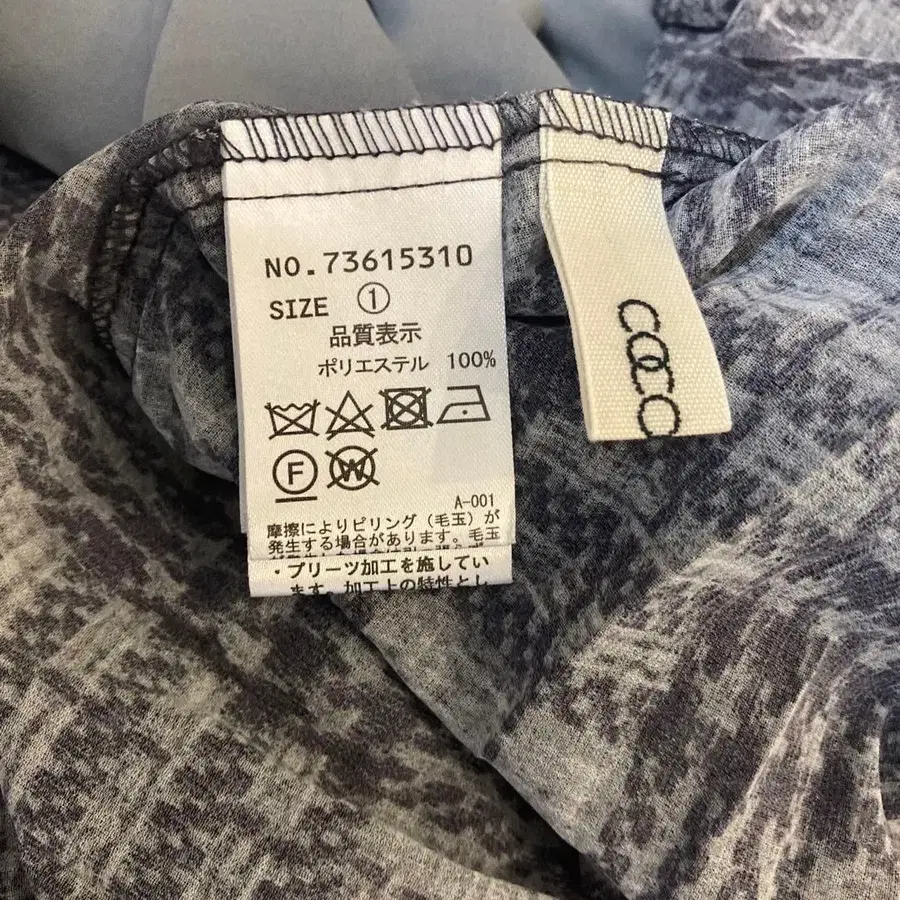 NO.73615310
SIZE ①
品質表示
ポリエステル 100%
F
W
A-001
摩擦によりピリング(毛玉)が
発生する場合があります。毛玉
・プリーツ加工を施してい
ます。加工上の特性とし
COCO